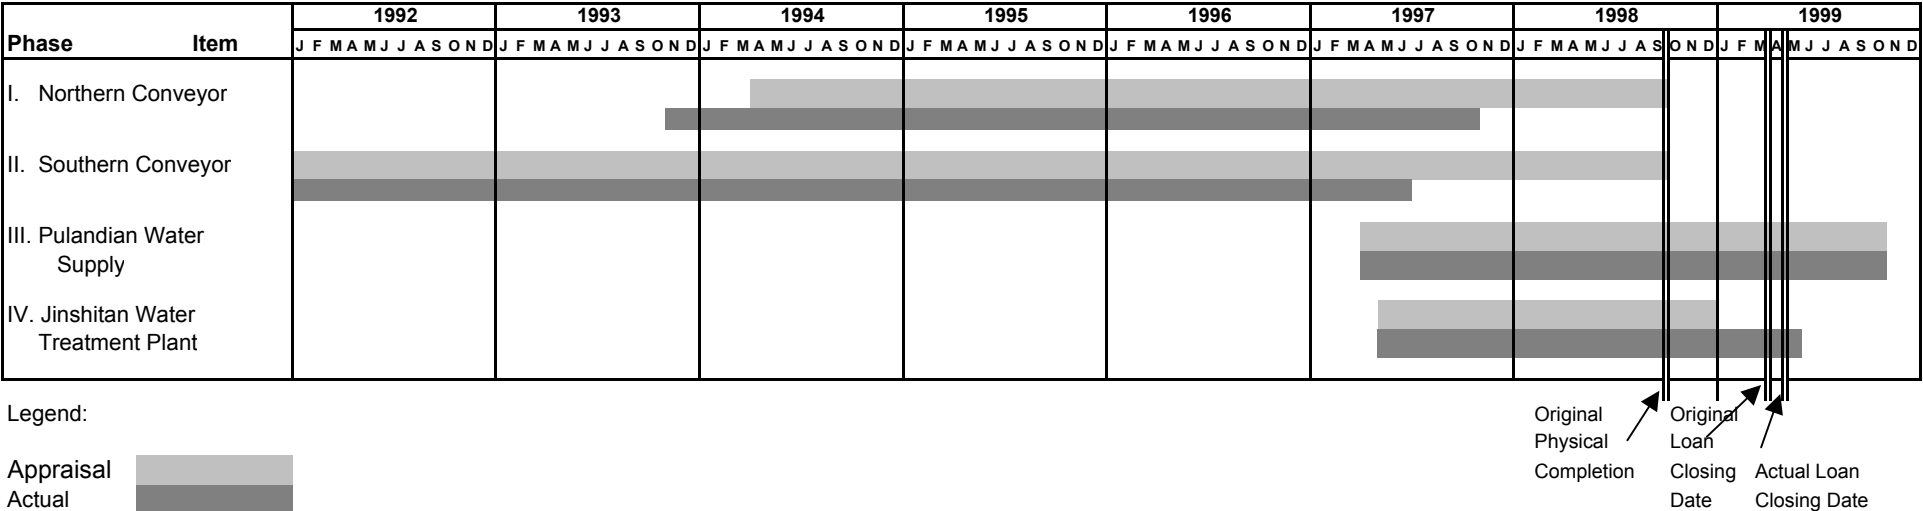 1992 1993 1994 1995 1996 1997 1998 1999
Phase Item J F M A M J J A S O N D J F M A M J J A S O N D J F M A M J J A S O N D J F M A M J J A S O N D J F M A M J J A S O N D J F M A M J J A S O N D J F M A M J J A S O N D J F M A M J J A S O N D
I. Northern Conveyor
II. Southern Conveyor
III. Pulandian Water
Supply
IV. Jinshitan Water
Treatment Plant
Legend:
Appraisal
Actual
Original
Physical
Completion
Original
Loan
Closing
Date
Actual Loan
Closing Date